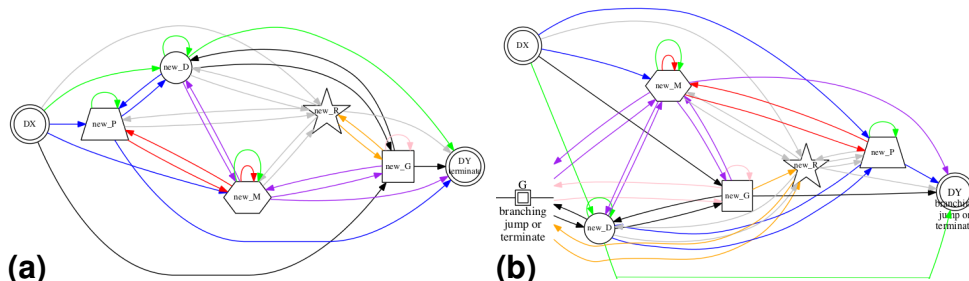 DX
new_D
new_P
new_R
new_G
new_M
DY
terminate
(a)
DX
new_M
new_P
new_R
new_G
G
branching
jump or
terminate
new_D
DY
branching
jump or
terminate
(b)